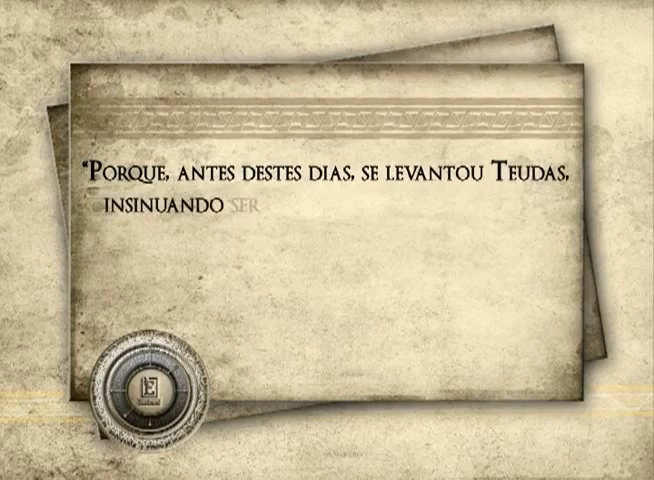 “Porque, antes destes dias, se levantou Teudas,
insinuando ser
E